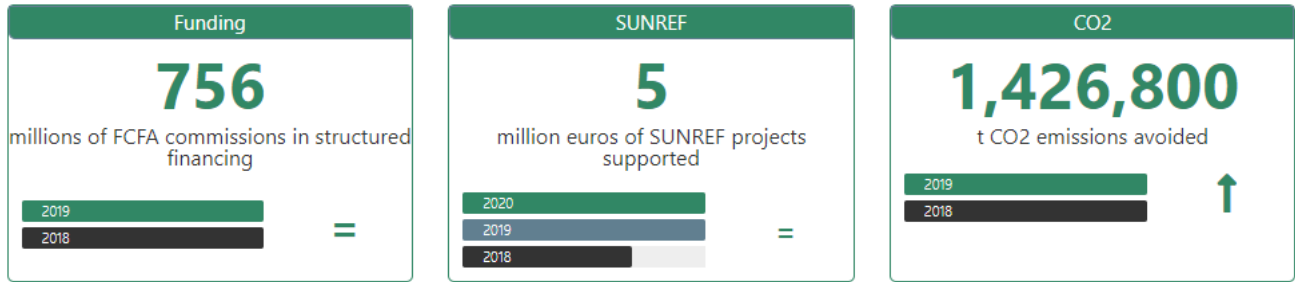 Funding
756
millions of FCFA commissions in structured
financing
2019
2018
=
SUNREF
5
million euros of SUNREF projects
supported
2020
2019
2018
=
CO2
1,426,800
t CO2 emissions avoided
2019
2018
↑